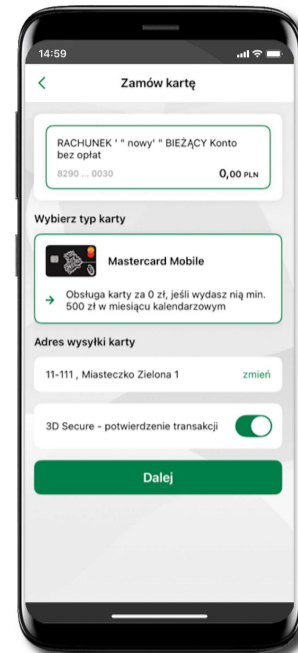 14:59
Zamów kartę
RACHUNEK ' " nowy' " BIEŻĄCY Konto
bez opłat
8290 ... 0030 0,00 PLN
Wybierz typ karty
Mastercard Mobile
Obsługa karty za 0 zł, jeśli wydasz nią min.
500 zł w miesiącu kalendarzowym
Adres wysyłki karty
11-111 , Miasteczko Zielona 1 zmień
3D Secure - potwierdzenie transakcji
Dalej